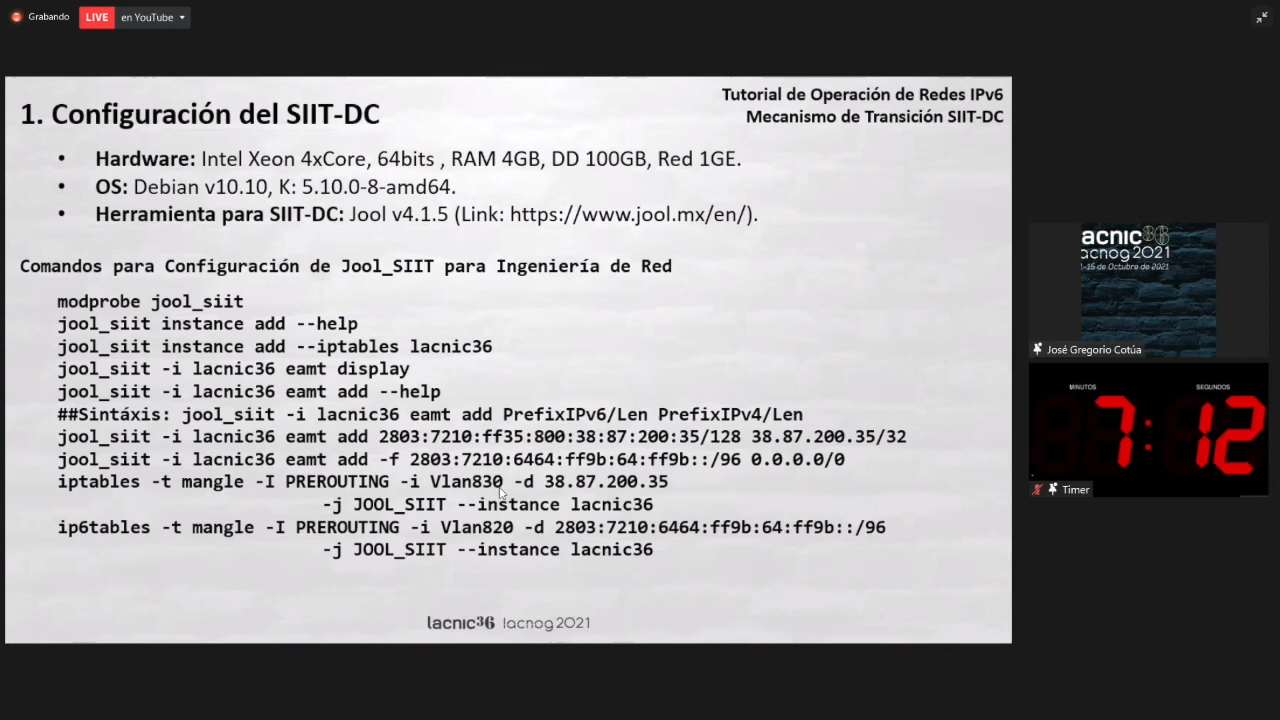 Grabando LIVE en YouTube
Tutorial de Operación de Redes IPv6
Mecanismo de Transición SIIT-DC
1. Configuración del SIIT-DC
• Hardware: Intel Xeon 4xCore, 64bits , RAM 4GB, DD 100GB, Red 1GE.
• OS: Debian v10.10, K: 5.10.0-8-amd64.
• Herramienta para SIIT-DC: Jool v4.1.5 (Link: https://www.jool.mx/en/).
Comandos para Configuración de Jool_SIIT para Ingeniería de Red
modprobe jool_siit
jool_siit instance add --help
jool_siit instance add --iptables lacnic36
jool_siit -i lacnic36 eamt display
jool_siit -i lacnic36 eamt add --help
##Sintáxis: jool_siit -i lacnic36 eamt add PrefixIPv6/Len PrefixIPv4/Len
jool_siit -i lacnic36 eamt add 2803:7210:ff35:800:38:87:200:35/128 38.87.200.35/32
jool_siit -i lacnic36 eamt add -f 2803:7210:6464:ff9b:64:ff9b::/96 0.0.0.0/0
iptables -t mangle -I PREROUTING -i Vlan830 -d 38.87.200.35
-j JOOL_SIIT --instance lacnic36
ip6tables -t mangle -I PREROUTING -i Vlan820 -d 2803:7210:6464:ff9b:64:ff9b::/96
-j JOOL_SIIT --instance lacnic36
lacnic36 lacnog2021
acnic36
acnog2021
1-15 de Octubre de 2021
José Gregorio Cotúa
MINUTOS SEGUNDOS
7:12
Timer